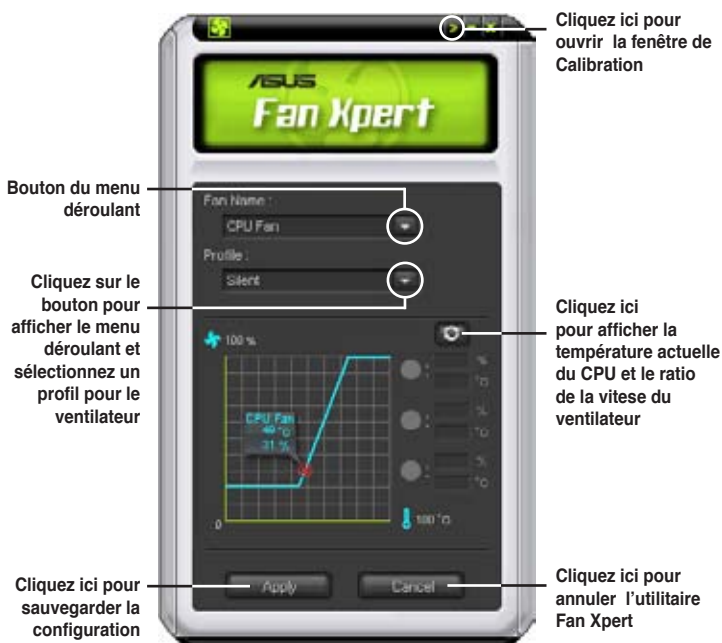 Cliquez ici pour
ouvrir la fenêtre de
Calibration
ASUS
Fan Xpert
Bouton du menu
déroulant
Fan Name :
CPU Fan
Profile :
Silent
Cliquez sur le
bouton pour
afficher le menu
déroulant et
sélectionnez un
profil pour le
ventilateur
Cliquez ici
pour afficher la
température actuelle
du CPU et le ratio
de la vitese du
ventilateur
100 %
CPU Fan
31 %
%
°C
%
°C
%
°C
0
100 °C
Cliquez ici pour
sauvegarder la
configuration
Apply
Cancel
Cliquez ici pour
annuler l'utilitaire
Fan Xpert